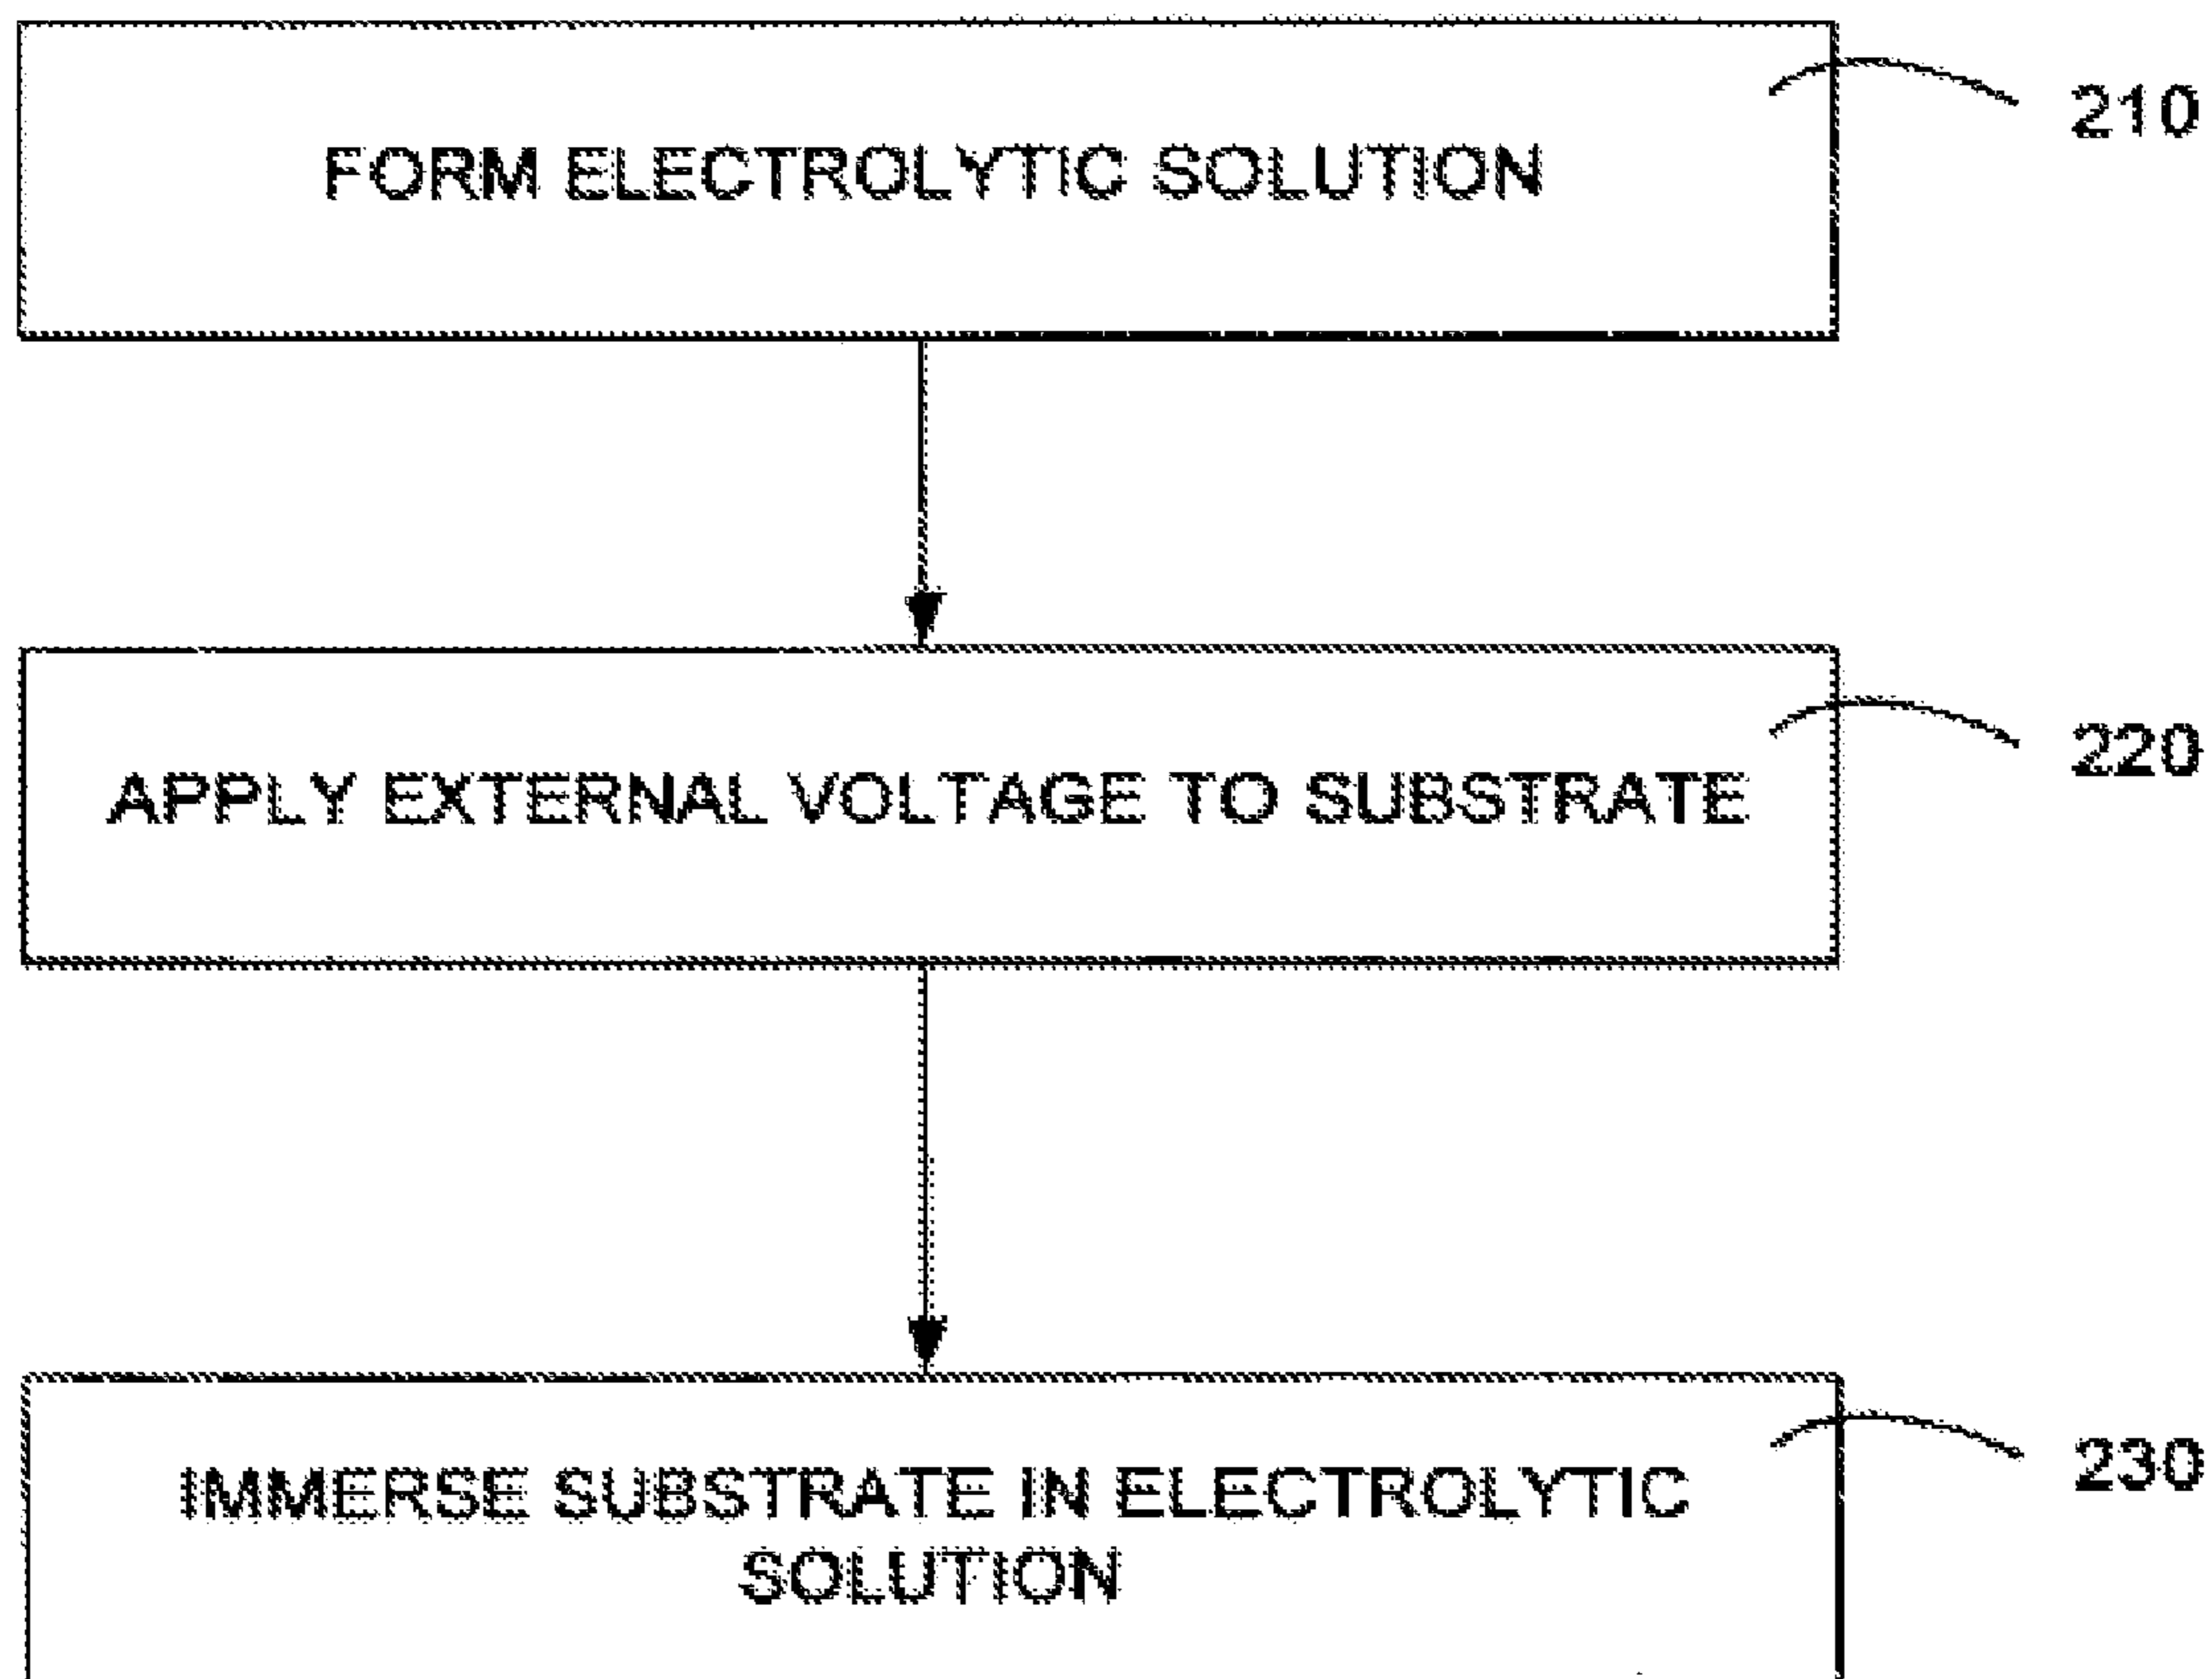 FORM ELECTROLYTIC SOLUTION
210
APPLY EXTERNAL VOLTAGE TO SUBSTRATE
220
IMMERSE SUBSTRATE IN ELECTROLYTIC
SOLUTION
230